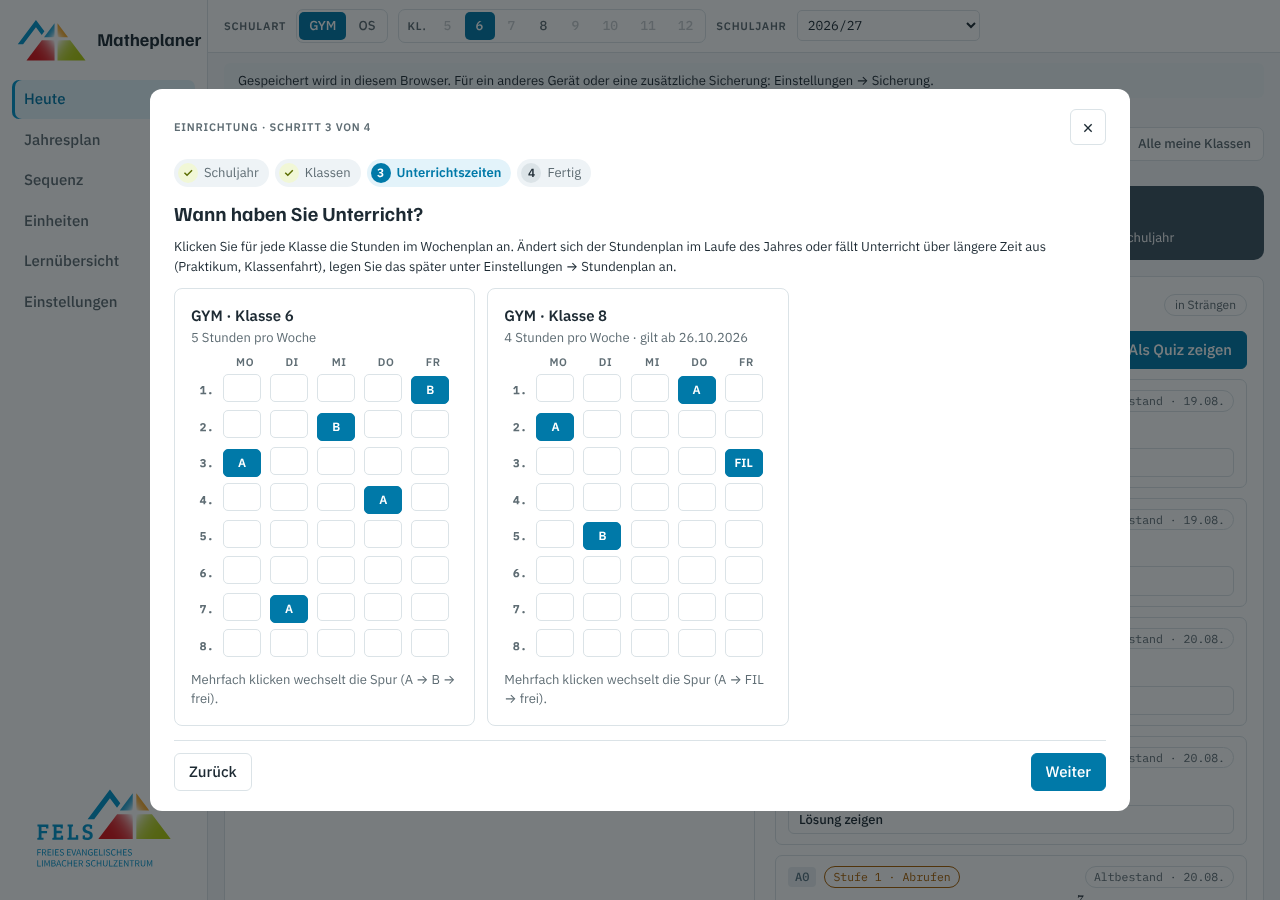 Matheplaner
SCHULART GYM OS KL. 5 6 7 8 9 10 11 12 SCHULJAHR 2026/27
Gespeichert wird in diesem Browser. Für ein anderes Gerät oder eine zusätzliche Sicherung: Einstellungen → Sicherung.
Heute
Jahresplan
Sequenz
Einheiten
Lernübersicht
Einstellungen
FELS
FREIES EVANGELISCHES
LIMBACHER SCHULZENTRUM
Alle meine Klassen
chuljahr
in Strängen
Als Quiz zeigen
EINRICHTUNG · SCHRITT 3 VON 4
✕
✓ Schuljahr ✓ Klassen 3 Unterrichtszeiten 4 Fertig
Wann haben Sie Unterricht?
Klicken Sie für jede Klasse die Stunden im Wochenplan an. Ändert sich der Stundenplan im Laufe des Jahres oder fällt Unterricht über längere Zeit aus
(Praktikum, Klassenfahrt), legen Sie das später unter Einstellungen → Stundenplan an.
GYM · Klasse 6
5 Stunden pro Woche
MO DI MI DO FR
1. B
2. B
3. A
4. A
5.
6.
7. A
8.
Mehrfach klicken wechselt die Spur (A → B →
frei).
GYM · Klasse 8
4 Stunden pro Woche · gilt ab 26.10.2026
MO DI MI DO FR
1. A
2. A
3. FIL
4.
5. B
6.
7.
8.
Mehrfach klicken wechselt die Spur (A → FIL
→ frei).
Zurück
Weiter
stand · 19.08.
stand · 19.08.
stand · 20.08.
stand · 20.08.
Lösung zeigen
A0 Stufe 1 · Abrufen Altbestand · 20.08.